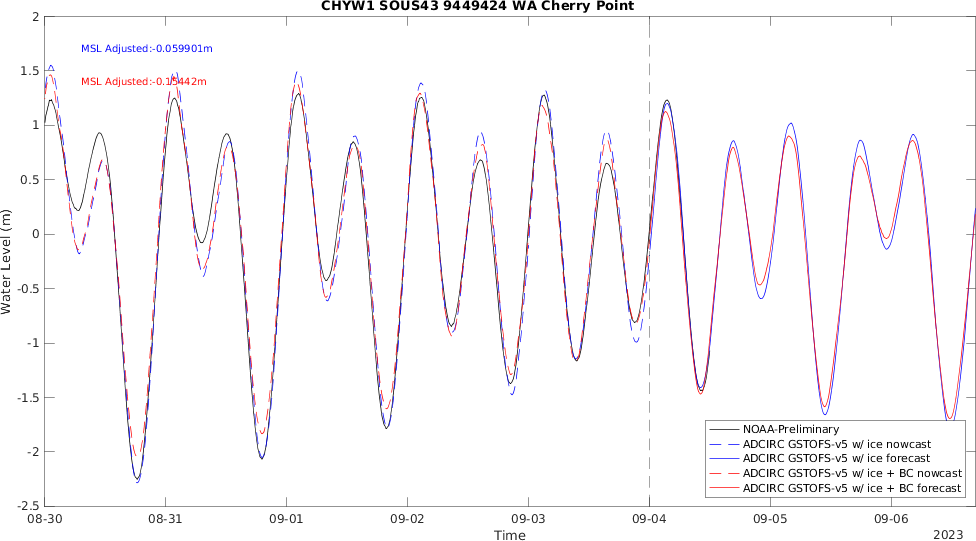 CHYW1 SOUS43 9449424 WA Cherry Point
MSL Adjusted:-0.059901m
MSL Adjusted:-0.15442m
Water Level (m)
2
1.5
1
0.5
0
-0.5
-1
-1.5
-2
-2.5
NOAA-Preliminary
ADCIRC GSTOFS-v5 w/ ice nowcast
ADCIRC GSTOFS-v5 w/ ice forecast
ADCIRC GSTOFS-v5 w/ ice + BC nowcast
ADCIRC GSTOFS-v5 w/ ice + BC forecast
08-30 08-31 09-01 09-02 09-03 09-04 09-05 09-06
Time
2023